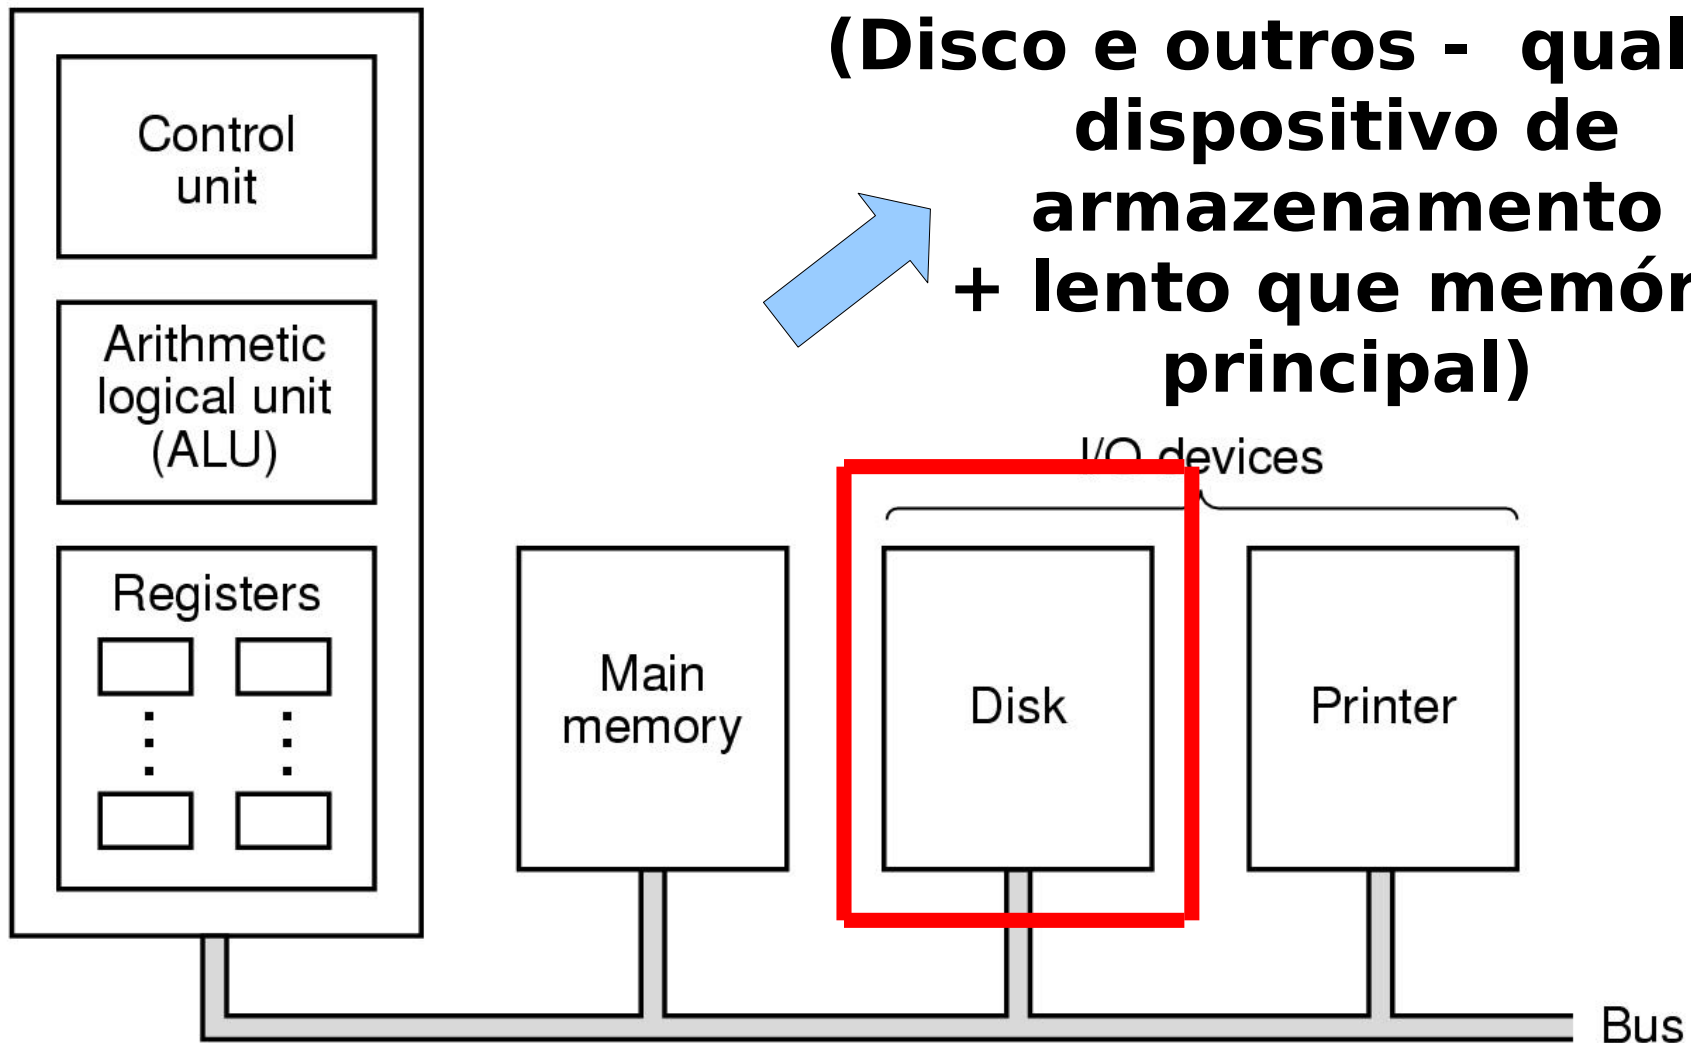 (Disco e outros - qual
dispositivo de
armazenamento
+ lento que memór
principal)
Control
unit
Arithmetic
logical unit
(ALU)
Registers
I/O devices
Main
memory
Disk
Printer
Bus